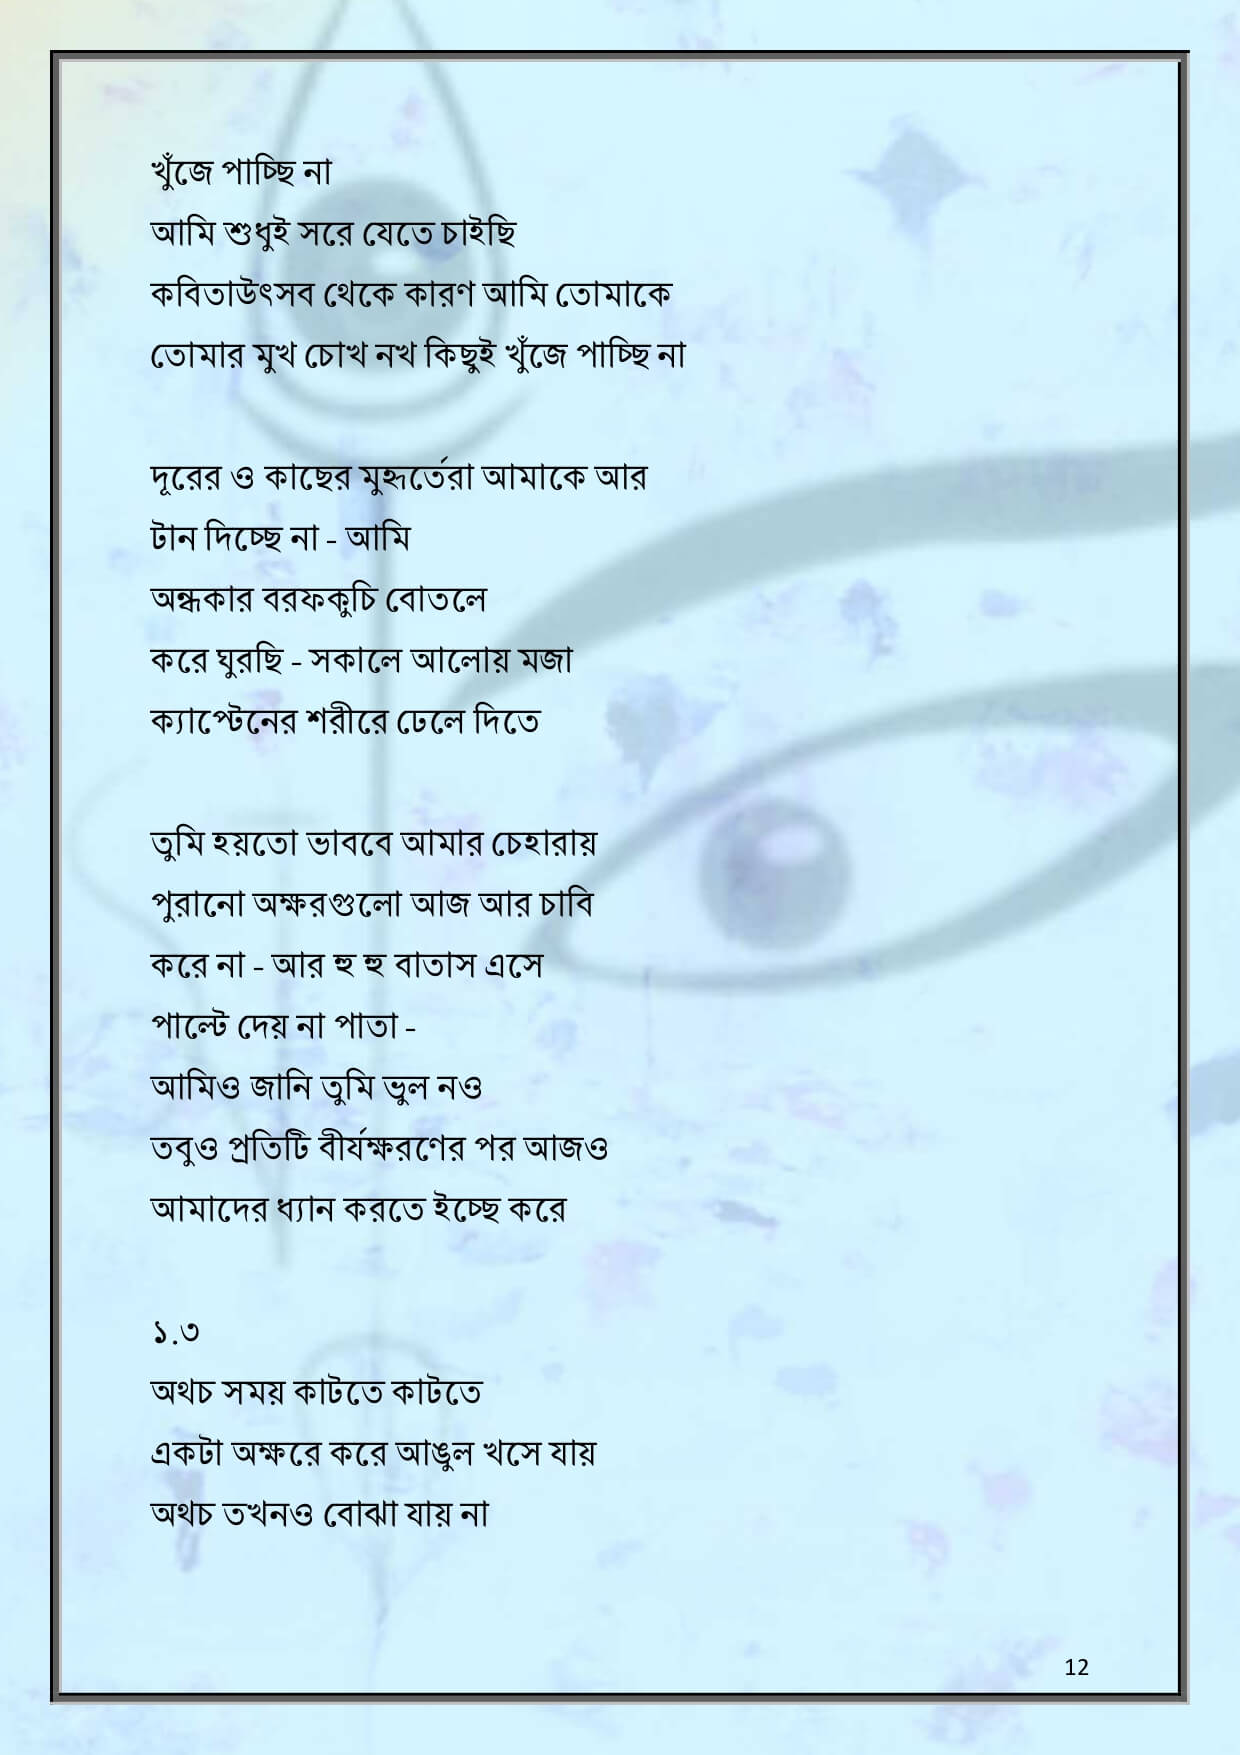 খুঁজে পাচ্ছি না
আমি শুধুই সরে যেতে চাইছি
কবিতাউৎসব থেকে কারণ আমি তোমাকে
তোমার মুখ চোখ নখ কিছুই খুঁজে পাচ্ছি না
দূরের ও কাছের মুহূর্তেরা আমাকে আর
টান দিচ্ছে না - আমি
অন্ধকার বরফকুচি বোতলে
করে ঘুরছি - সকালে আলোয় মজা
ক্যাপ্টেনের শরীরে ঢেলে দিতে
তুমি হয়তো ভাববে আমার চেহারায়
পুরানো অক্ষরগুলো আজ আর চাবি
করে না - আর হু হু বাতাস এসে
পাল্টে দেয় না পাতা -
আমিও জানি তুমি ভুল নও
তবুও প্রতিটি বীর্যক্ষরণের পর আজও
আমাদের ধ্যান করতে ইচ্ছে করে
১.৩
অথচ সময় কাটতে কাটতে
একটা অক্ষরে করে আঙুল খসে যায়
অথচ তখনও বোঝা যায় না
12